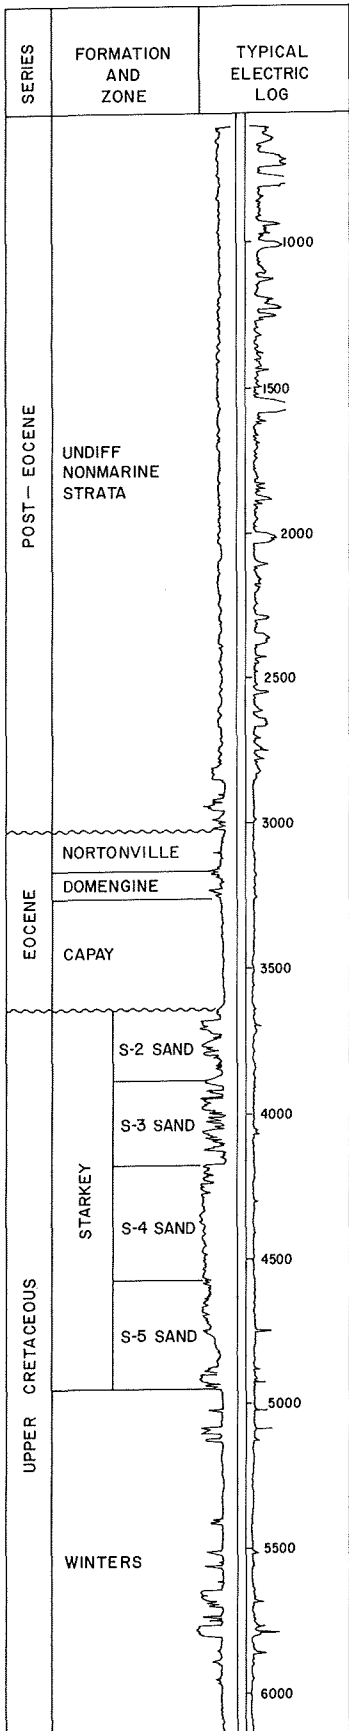 SERIES
FORMATION
AND
ZONE
TYPICAL
ELECTRIC
LOG
POST — EOCENE
UNDIFF
NONMARINE
STRATA
1000
1500
2000
2500
3000
EOCENE
NORTONVILLE
DOMENGINE
CAPAY
3500
UPPER CRETACEOUS
STARKEY
S-2 SAND
S-3 SAND
4000
S-4 SAND
4500
S-5 SAND
5000
WINTERS
5500
6000